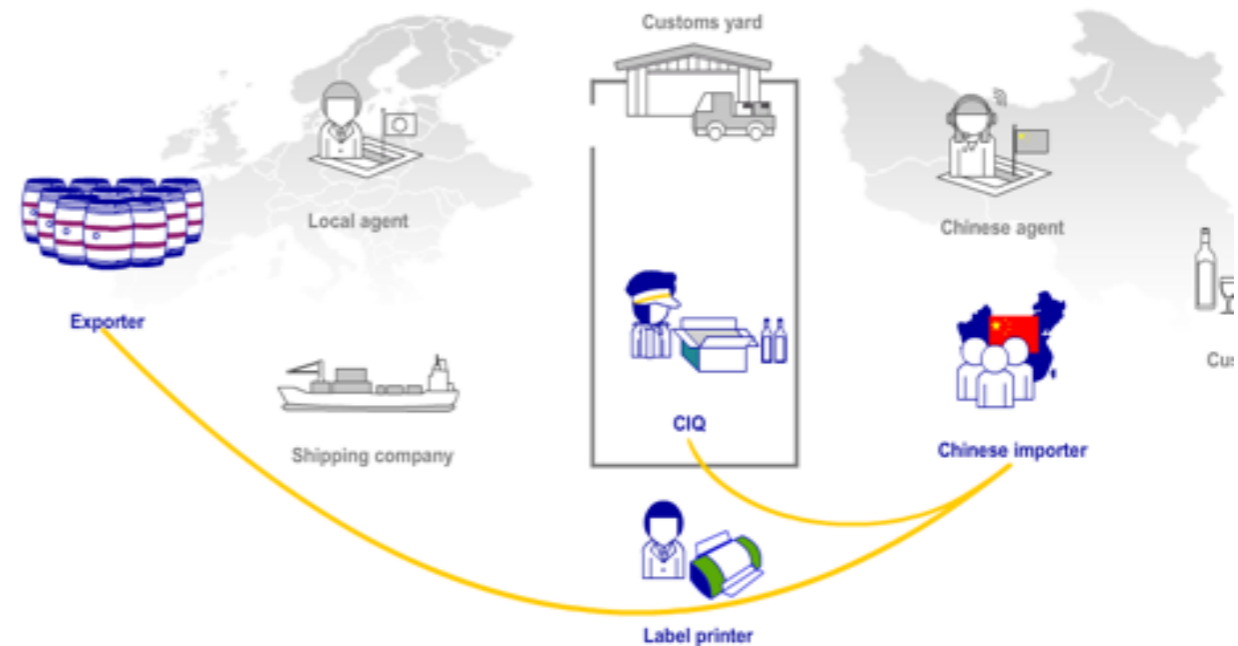 Customs yard
Local agent
Chinese agent
Exporter
CIQ
Shipping company
Chinese importer
Label printer